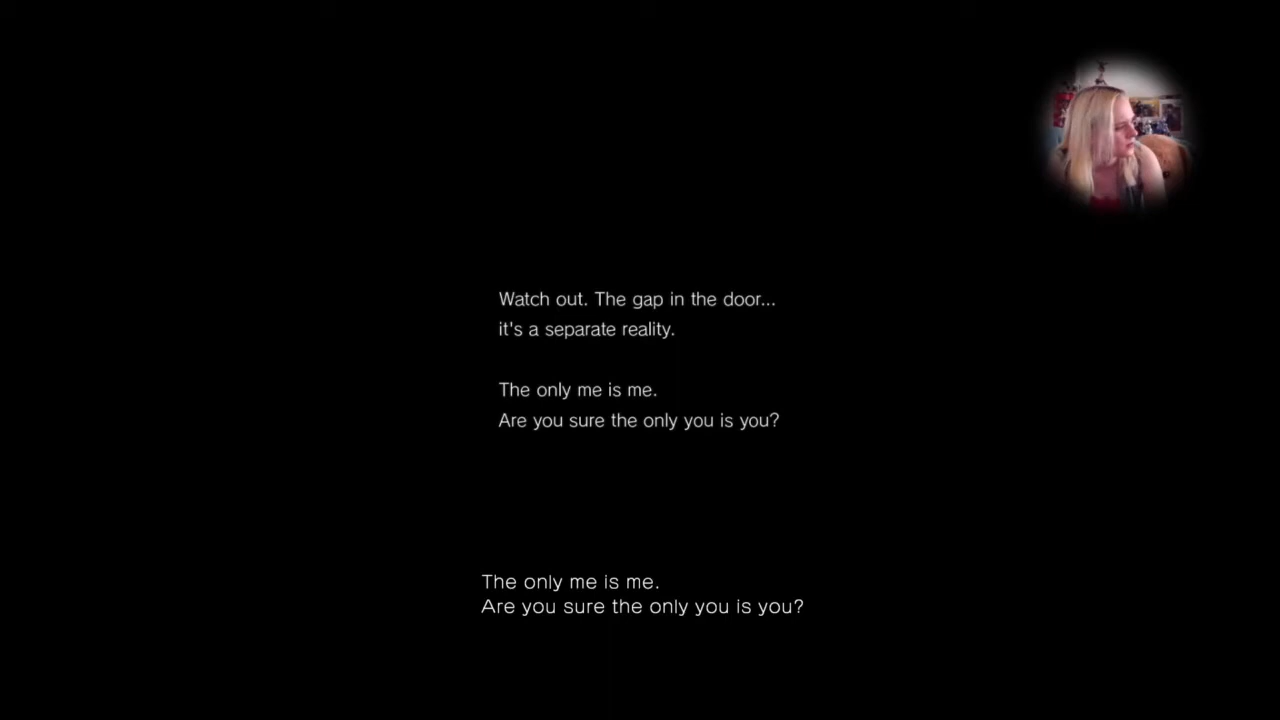 Watch out. The gap in the door...
it's a separate reality.
The only me is me.
Are you sure the only you is you?
The only me is me.
Are you sure the only you is you?